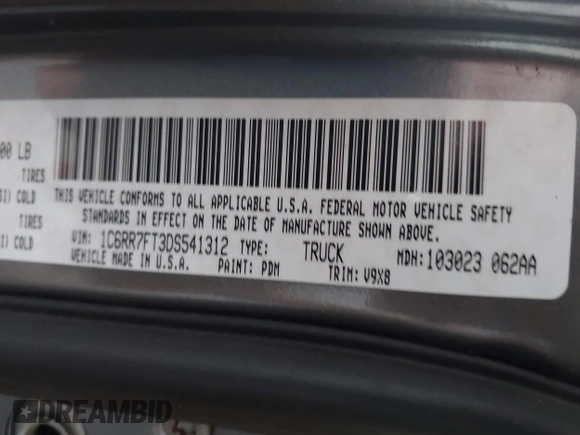 00 LB
TIRES
SI) COLD
TIRES
I) COLD
THIS VEHICLE CONFORMS TO ALL APPLICABLE U.S.A. FEDERAL MOTOR VEHICLE SAFETY
STANDARDS IN EFFECT ON THE DATE OF MANUFACTURE SHOWN ABOVE.
VIN: 1C6RR7FT3DS541312 TYPE: TRUCK MDH:103023 062AA
VEHICLE MADE IN U.S.A. PAINT: PDM TRIM: V9X8
DREAMBID